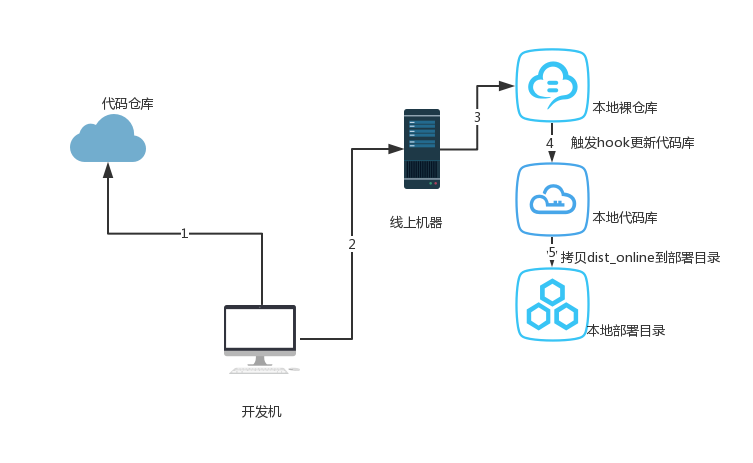 代码仓库
3
本地裸仓库
4
触发hook更新代码库
线上机器
本地代码库
1
2
5
拷贝dist_online到部署目录
本地部署目录
开发机